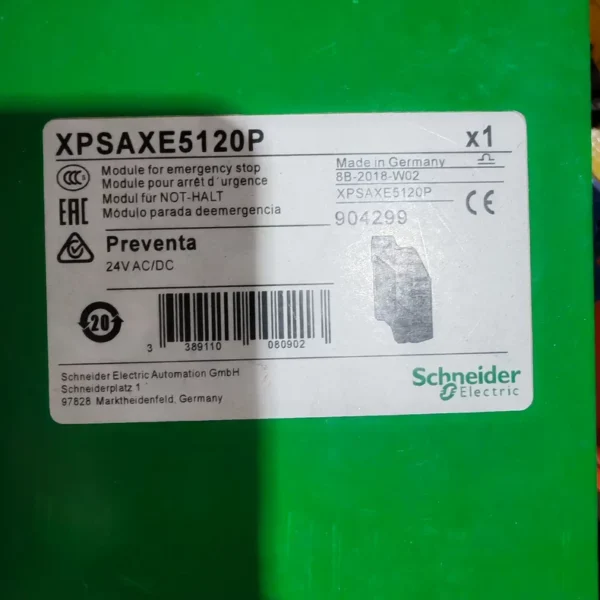 XPSAXE5120P x1
Module for emergency stop
Module pour arrêt d'urgence
Modul für NOT-HALT
Módulo parada deemergencia
Made in Germany
8B-2018-W02
XPSAXE5120P
904299
CCC
EAC
CE
Preventa
24V AC/DC
20
3 389110 080902
Schneider Electric Automation GmbH
Schneiderplatz 1
97828 Marktheidenfeld, Germany
Schneider
Electric